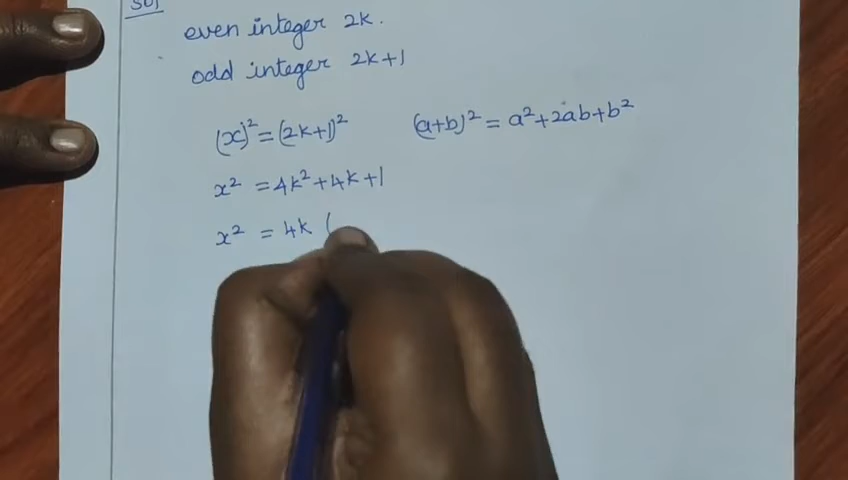 Sol
even integer 2k.
odd integer 2k+1
(x)² = (2k+1)² (a+b)² = a²+2ab+b²
x² = 4k²+4k+1
x² = 4k (